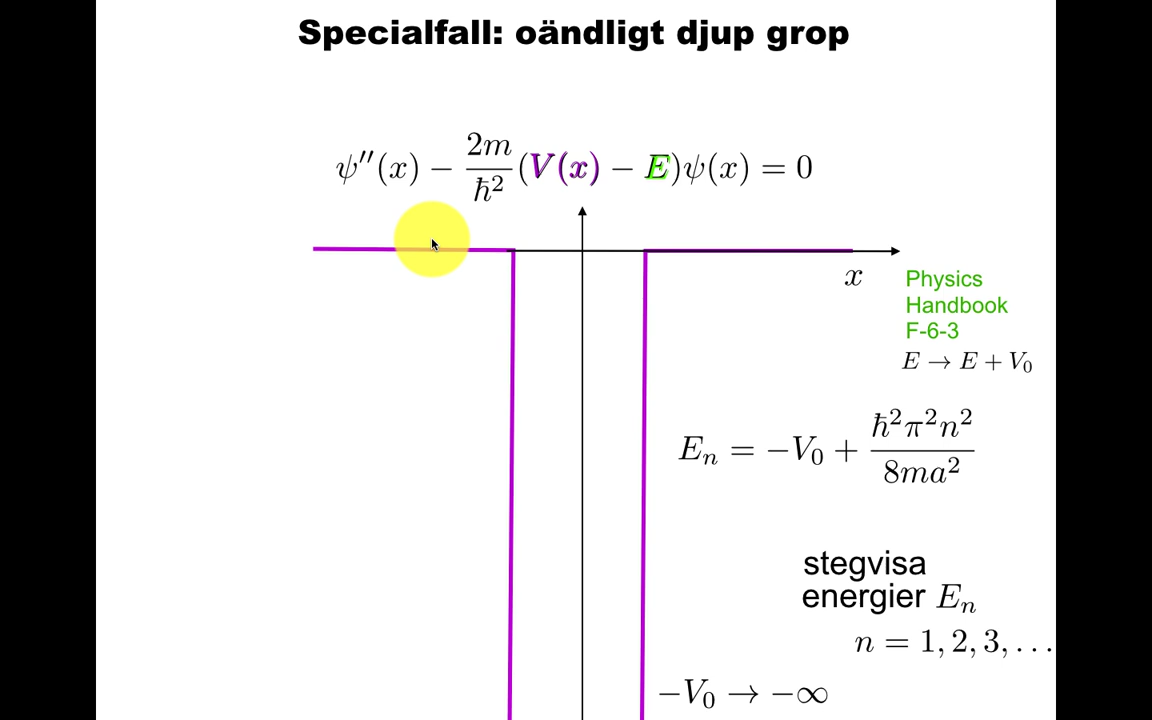 Specialfall: oändligt djup grop
ψ′′(x) − 2m/ħ² (V(x) − E)ψ(x) = 0
x
Physics
Handbook
F-6-3
E → E + V₀
Eₙ = −V₀ + ħ²π²n²/8ma²
stegvisa
energier Eₙ
n = 1, 2, 3, . . .
−V₀ → −∞